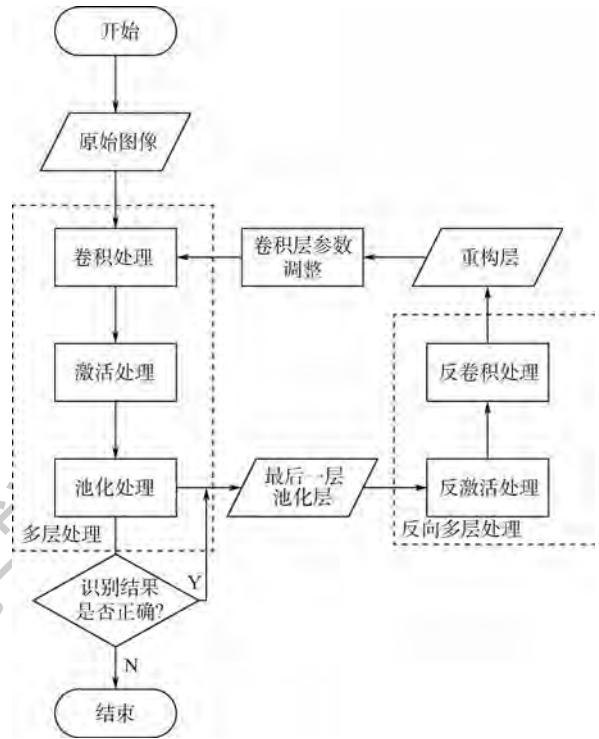 开始
原始图像
卷积处理
卷积层参数
调整
重构层
激活处理
反卷积处理
池化处理
最后一层
池化层
反激活处理
多层处理
反向多层处理
识别结果
是否正确?
Y
N
结束